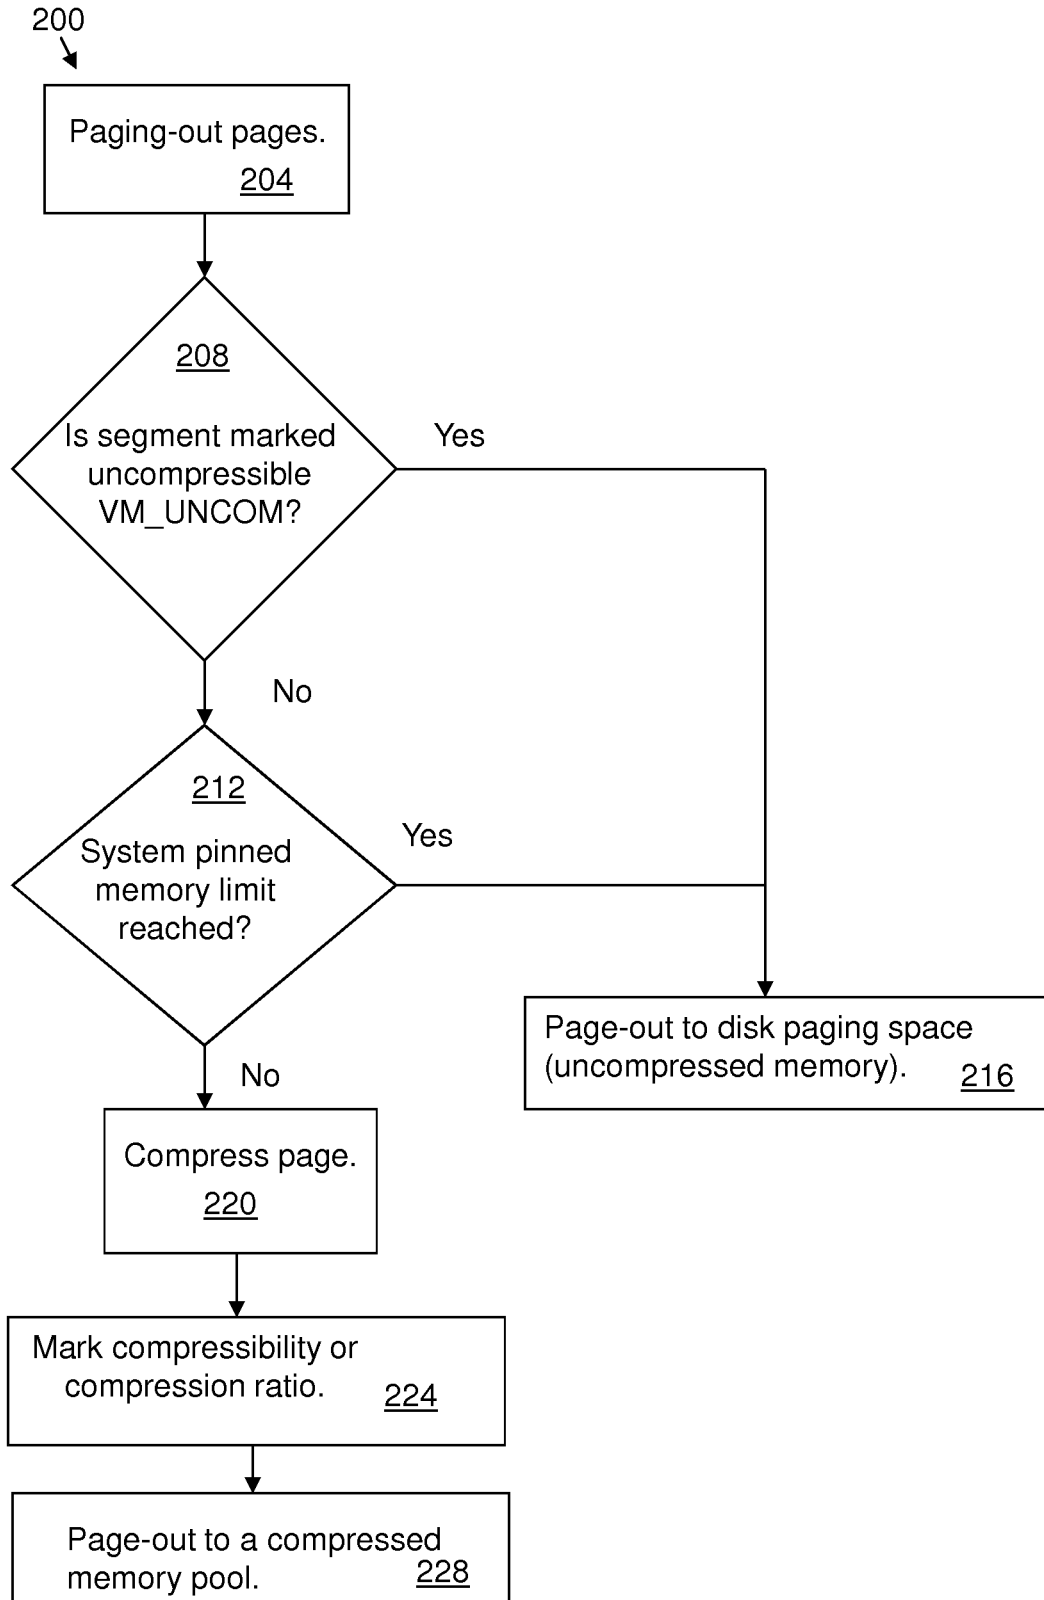 200
Paging-out pages.
204
208
Is segment marked
uncompressible
VM_UNCOM?
Yes
No
212
System pinned
memory limit
reached?
Yes
No
Page-out to disk paging space
(uncompressed memory).
216
Compress page.
220
Mark compressibility or
compression ratio.
224
Page-out to a compressed
memory pool.
228